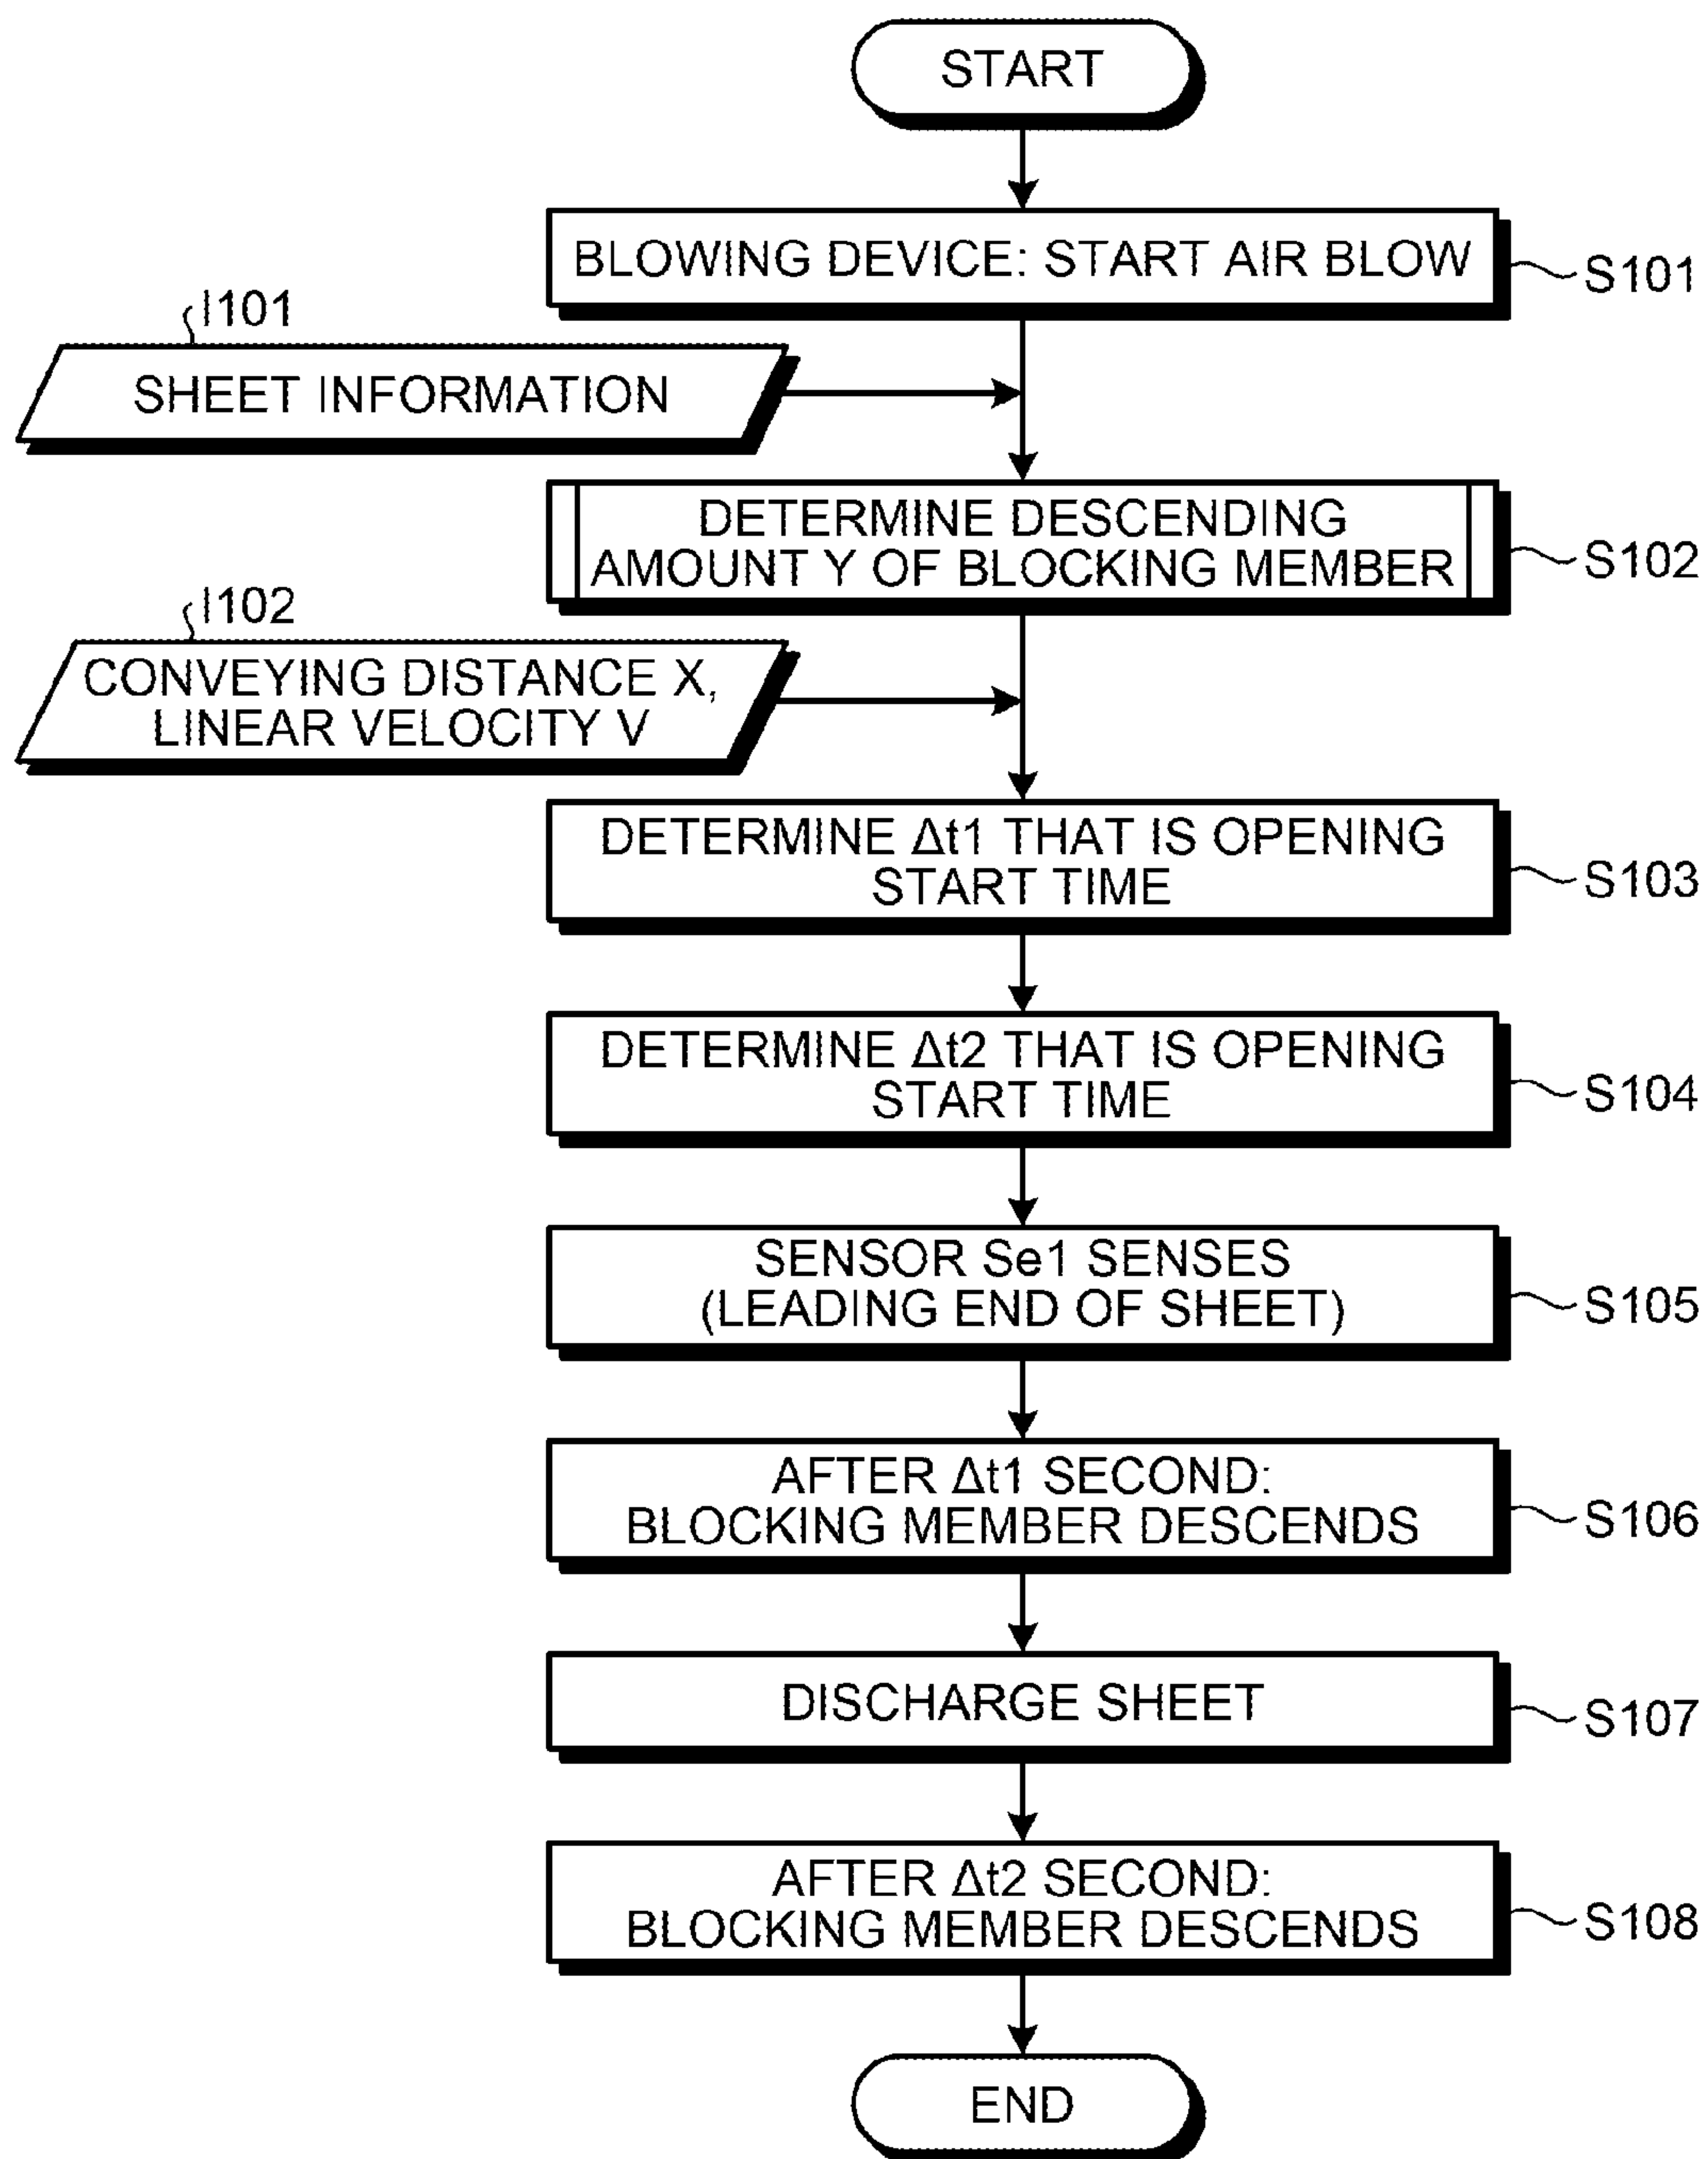 START
BLOWING DEVICE: START AIR BLOW
S101
I101
SHEET INFORMATION
DETERMINE DESCENDING
AMOUNT Y OF BLOCKING MEMBER
S102
I102
CONVEYING DISTANCE X,
LINEAR VELOCITY V
DETERMINE Δt1 THAT IS OPENING
START TIME
S103
DETERMINE Δt2 THAT IS OPENING
START TIME
S104
SENSOR Se1 SENSES
(LEADING END OF SHEET)
S105
AFTER Δt1 SECOND:
BLOCKING MEMBER DESCENDS
S106
DISCHARGE SHEET
S107
AFTER Δt2 SECOND:
BLOCKING MEMBER DESCENDS
S108
END